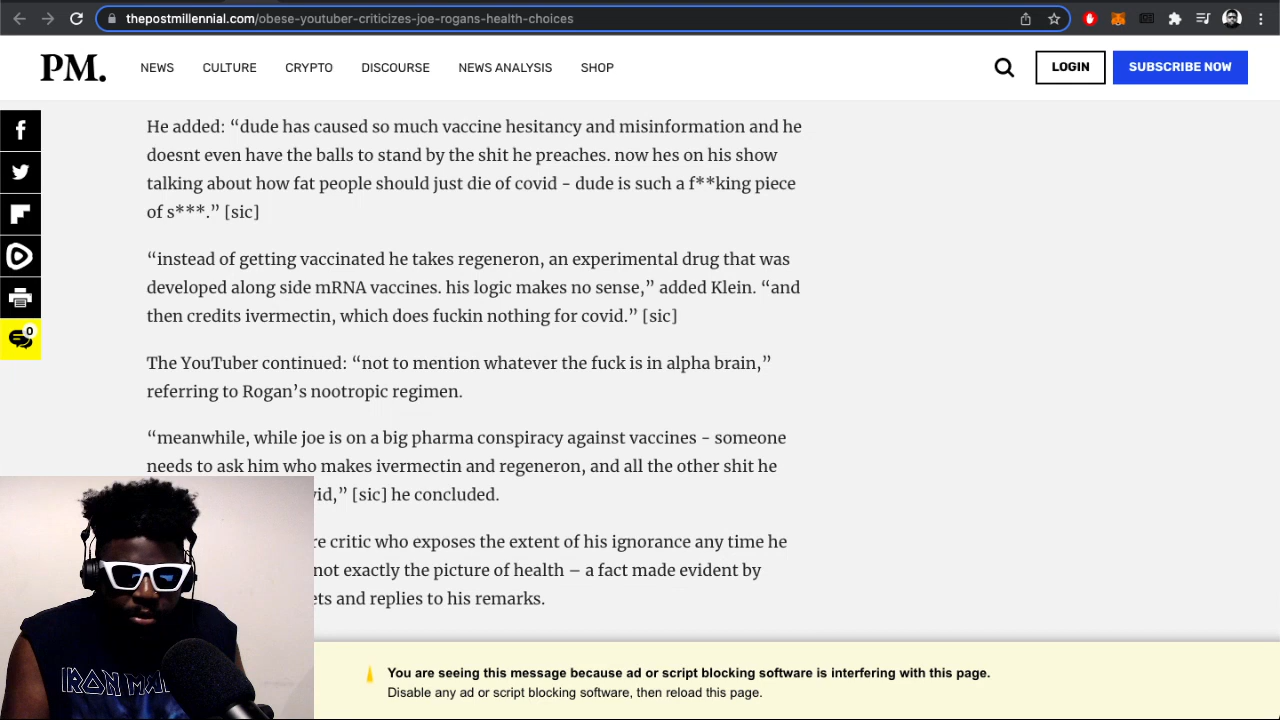 thepostmillennial.com/obese-youtuber-criticizes-joe-rogans-health-choices
PM.
NEWS CULTURE CRYPTO DISCOURSE NEWS ANALYSIS SHOP
LOGIN
SUBSCRIBE NOW
He added: “dude has caused so much vaccine hesitancy and misinformation and he
doesnt even have the balls to stand by the shit he preaches. now hes on his show
talking about how fat people should just die of covid - dude is such a f**king piece
of s***.” [sic]
“instead of getting vaccinated he takes regeneron, an experimental drug that was
developed along side mRNA vaccines. his logic makes no sense,” added Klein. “and
then credits ivermectin, which does fuckin nothing for covid.” [sic]
0
The YouTuber continued: “not to mention whatever the fuck is in alpha brain,”
referring to Rogan’s nootropic regimen.
“meanwhile, while joe is on a big pharma conspiracy against vaccines - someone
needs to ask him who makes ivermectin and regeneron, and all the other shit he
[sic] he concluded.
critic who exposes the extent of his ignorance any time he
not exactly the picture of health – a fact made evident by
and replies to his remarks.
IRON
You are seeing this message because ad or script blocking software is interfering with this page.
Disable any ad or script blocking software, then reload this page.